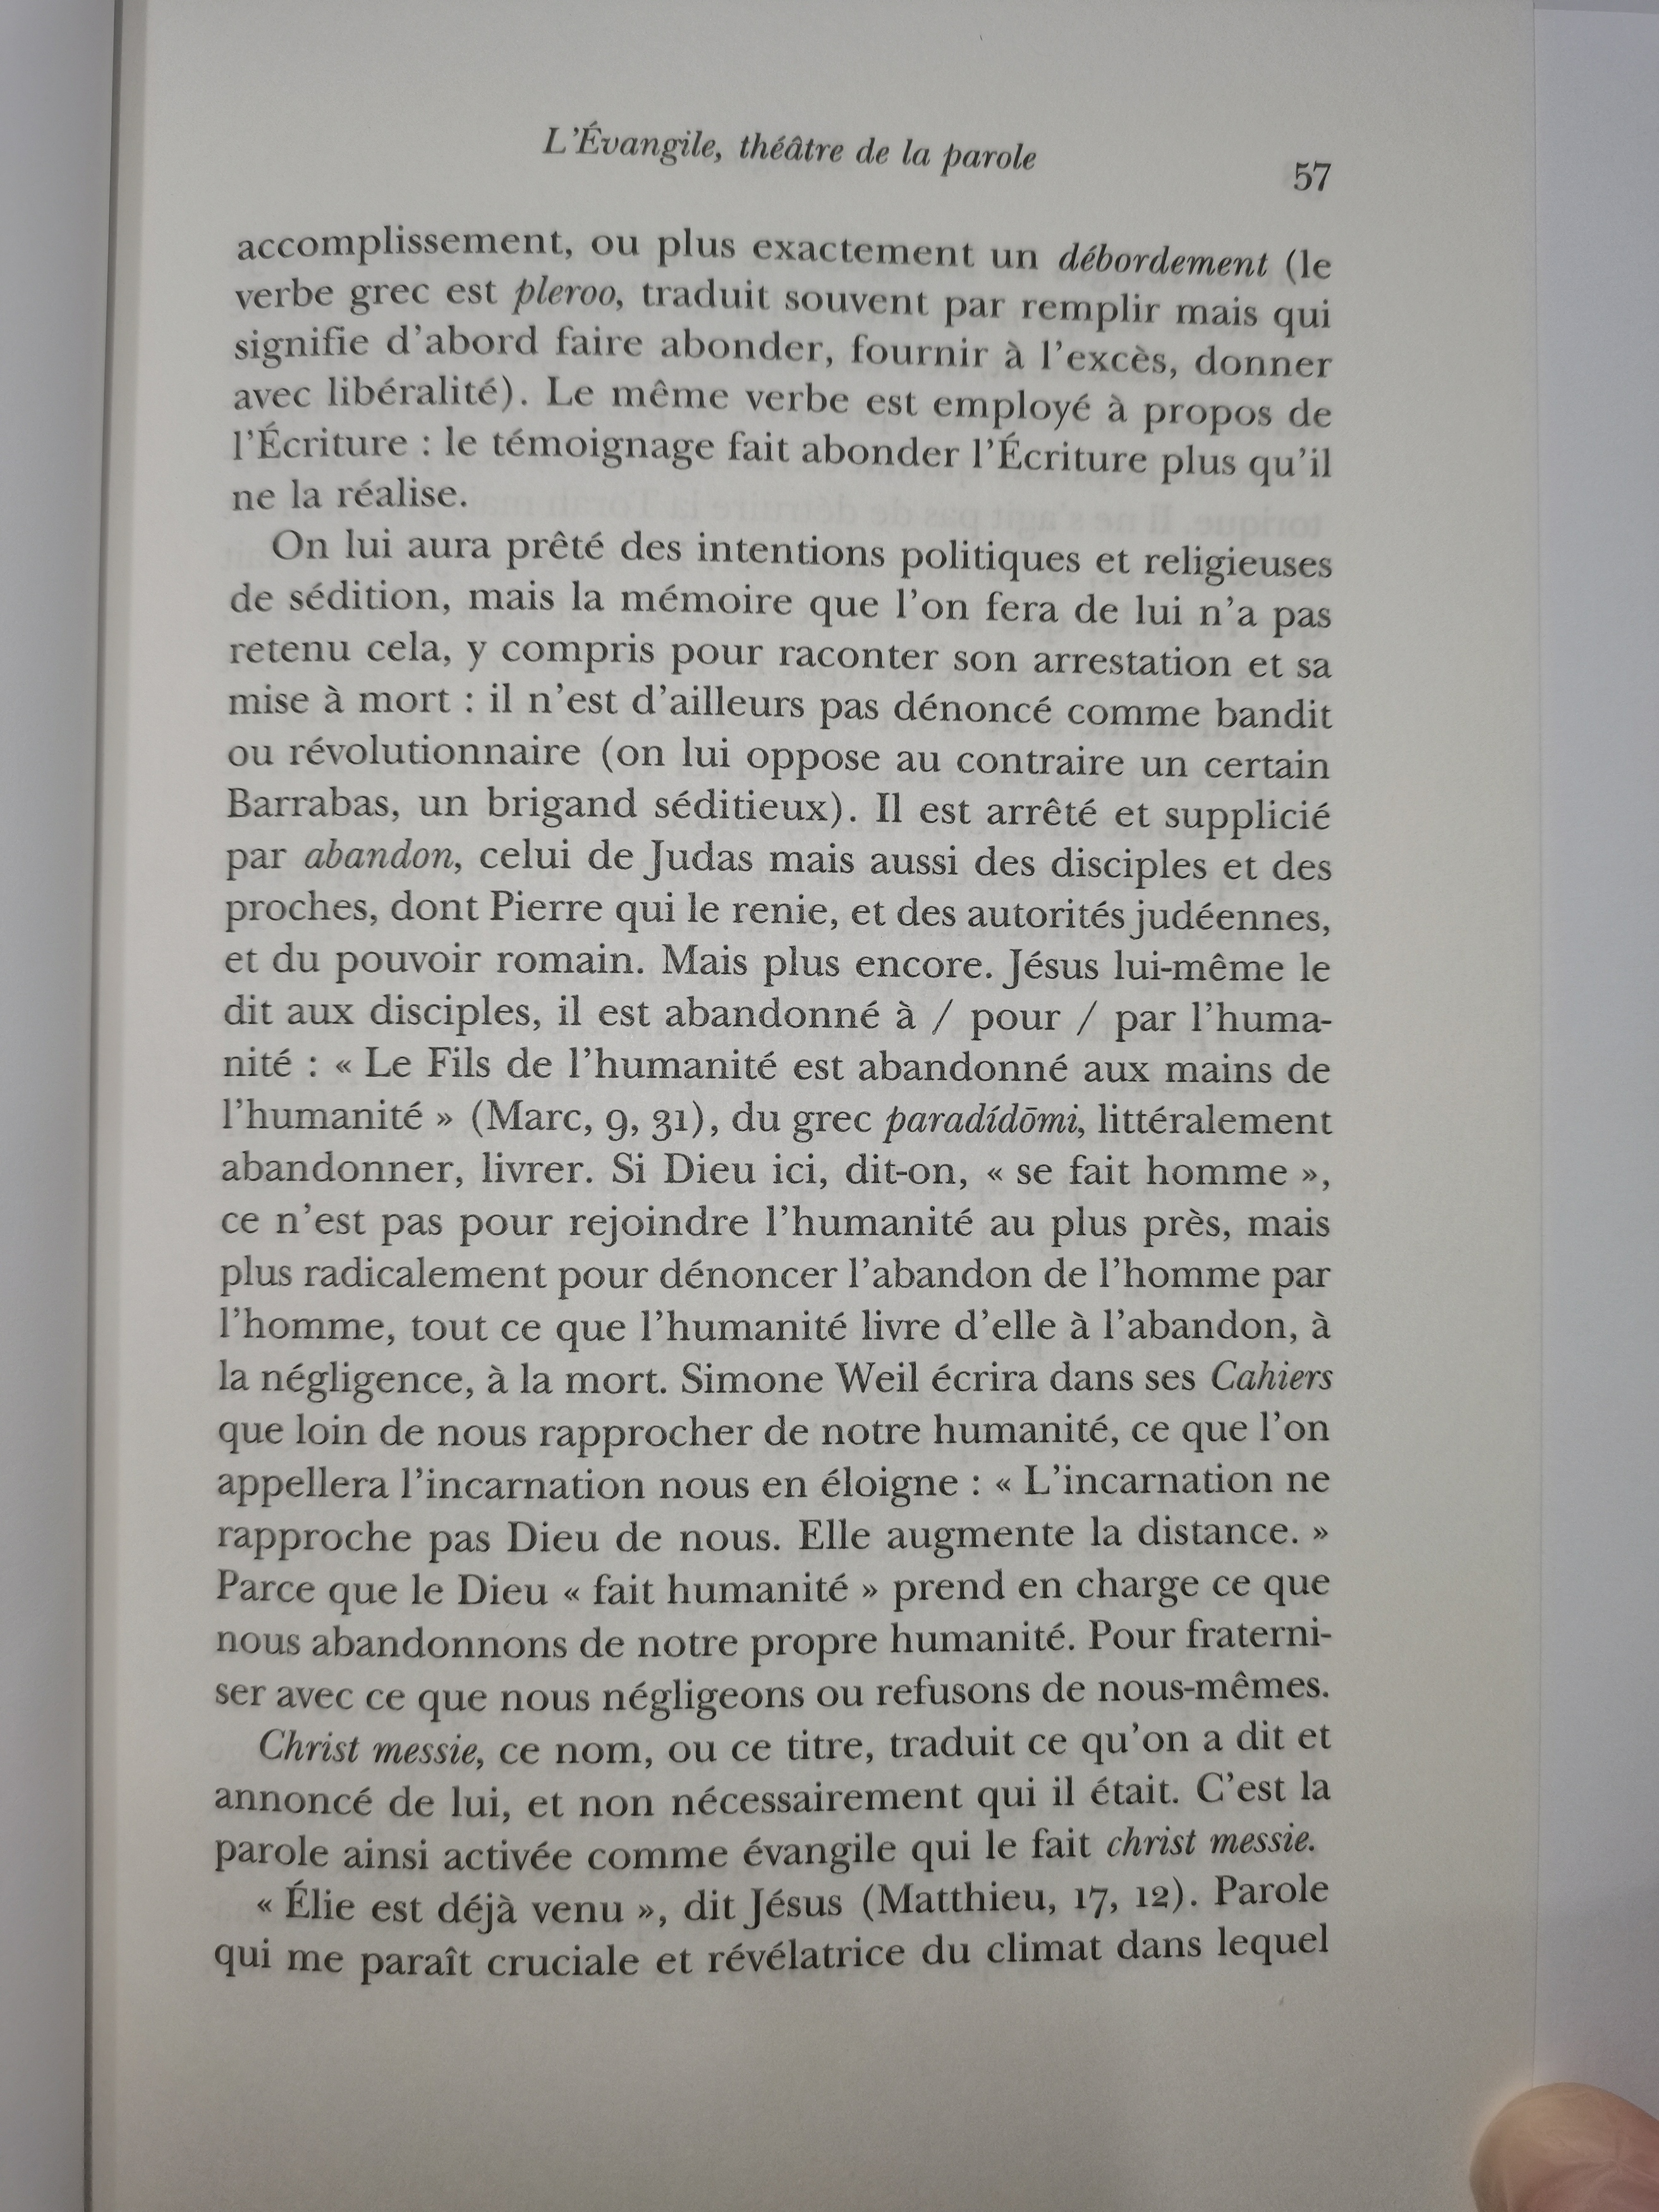 L'Évangile, théâtre de la parole
57
accomplissement, ou plus exactement un débordement (le
verbe grec est pleroo, traduit souvent par remplir mais qui
signifie d'abord faire abonder, fournir à l'excès, donner
avec libéralité). Le même verbe est employé à propos de
l'Écriture : le témoignage fait abonder l'Écriture plus qu'il
ne la réalise.
On lui aura prêté des intentions politiques et religieuses
de sédition, mais la mémoire que l'on fera de lui n'a pas
retenu cela, y compris pour raconter son arrestation et sa
mise à mort : il n'est d'ailleurs pas dénoncé comme bandit
ou révolutionnaire (on lui oppose au contraire un certain
Barrabas, un brigand séditieux). Il est arrêté et supplicié
par abandon, celui de Judas mais aussi des disciples et des
proches, dont Pierre qui le renie, et des autorités judéennes,
et du pouvoir romain. Mais plus encore. Jésus lui-même le
dit aux disciples, il est abandonné à / pour / par l'huma-
nité : « Le Fils de l'humanité est abandonné aux mains de
l'humanité » (Marc, 9, 31), du grec paradídōmi, littéralement
abandonner, livrer. Si Dieu ici, dit-on, « se fait homme »,
ce n'est pas pour rejoindre l'humanité au plus près, mais
plus radicalement pour dénoncer l'abandon de l'homme par
l'homme, tout ce que l'humanité livre d'elle à l'abandon, à
la négligence, à la mort. Simone Weil écrira dans ses Cahiers
que loin de nous rapprocher de notre humanité, ce que l'on
appellera l'incarnation nous en éloigne : « L'incarnation ne
rapproche pas Dieu de nous. Elle augmente la distance. »
Parce que le Dieu « fait humanité » prend en charge ce que
nous abandonnons de notre propre humanité. Pour fraterni-
ser avec ce que nous négligeons ou refusons de nous-mêmes.
Christ messie, ce nom, ou ce titre, traduit ce qu'on a dit et
annoncé de lui, et non nécessairement qui il était. C'est la
parole ainsi activée comme évangile qui le fait christ messie.
« Élie est déjà venu », dit Jésus (Matthieu, 17, 12). Parole
qui me paraît cruciale et révélatrice du climat dans lequel